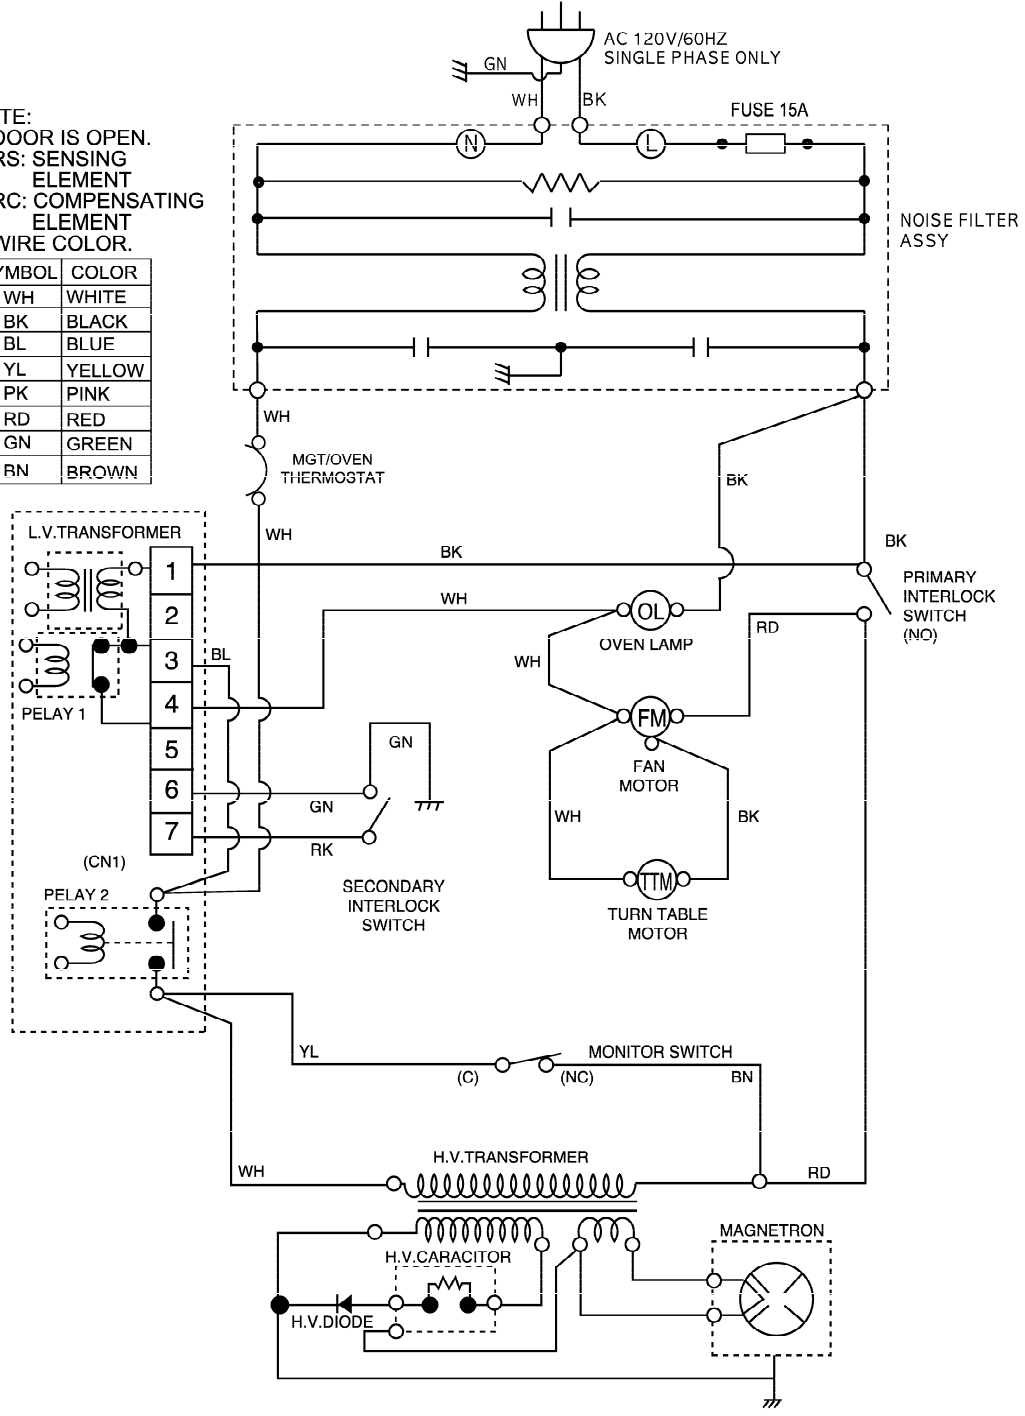 AC 120V/60HZ
SINGLE PHASE ONLY
GN
WH
BK
FUSE 15A
TE:
DOOR IS OPEN.
RS: SENSING
ELEMENT
RC: COMPENSATING
ELEMENT
WIRE COLOR.
YMBOL COLOR
WH WHITE
BK BLACK
BL BLUE
YL YELLOW
PK PINK
RD RED
GN GREEN
BN BROWN
N
L
NOISE FILTER
ASSY
WH
MGT/OVEN
THERMOSTAT
BK
WH
L.V.TRANSFORMER
BK
BK
1
2
3
4
5
6
7
PRIMARY
INTERLOCK
SWITCH
(NO)
WH
OL
OVEN LAMP
RD
BL
WH
PELAY 1
FM
FAN
MOTOR
GN
GN
WH
BK
RK
(CN1)
PELAY 2
SECONDARY
INTERLOCK
SWITCH
TTM
TURN TABLE
MOTOR
YL
MONITOR SWITCH
(C)
(NC)
BN
H.V.TRANSFORMER
WH
RD
MAGNETRON
H.V.CARACITOR
H.V.DIODE